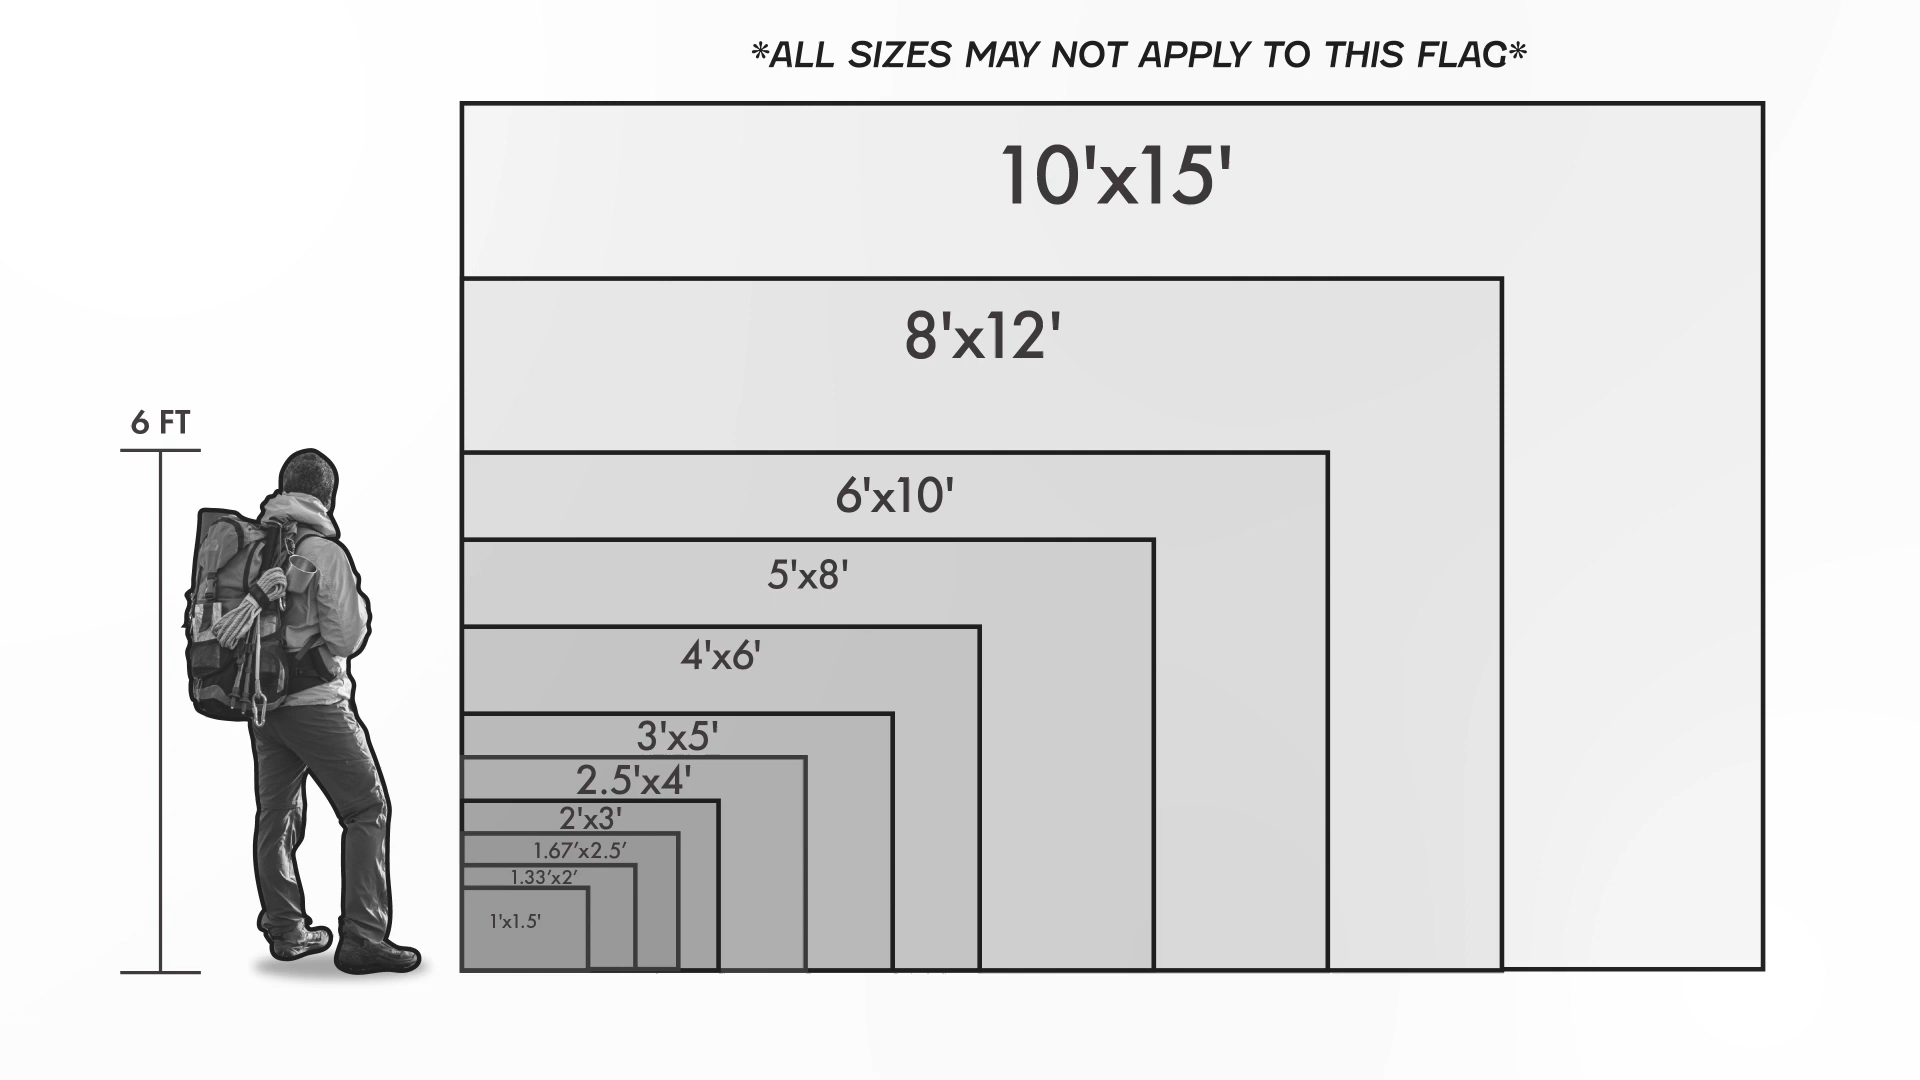 *ALL SIZES MAY NOT APPLY TO THIS FLAG*
10'x15'
8'x12'
6 FT
6'x10'
5'x8'
4'x6'
3'x5'
2.5'x4'
2'x3'
1.67'x2.5'
1.33'x2'
1'x1.5'